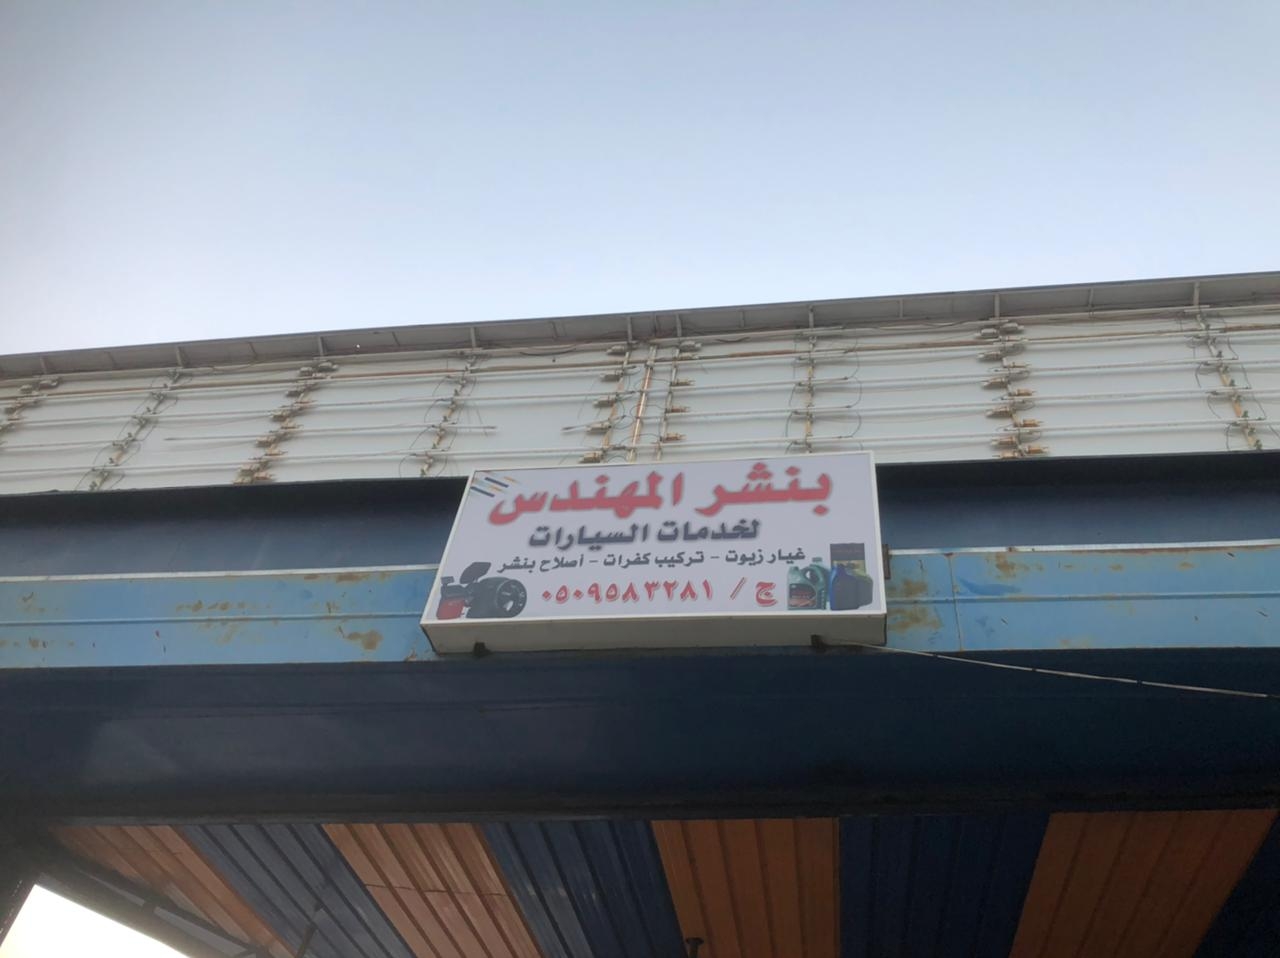 بنشر المهندس
لخدمات السيارات
غيار زيوت - تركيب كفرات - أصلاح بنشر
ج / ٠٥٠٩٥٨٣٢٨١